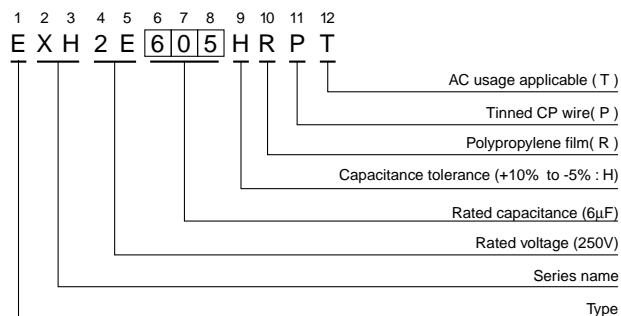 1 2 3 4 5 6 7 8 9 10 11 12
E X H 2 E 6 0 5 H R P T
AC usage applicable ( T )
Tinned CP wire( P )
Polypropylene film( R )
Capacitance tolerance (+10% to -5% : H)
Rated capacitance (6µF)
Rated voltage (250V)
Series name
Type